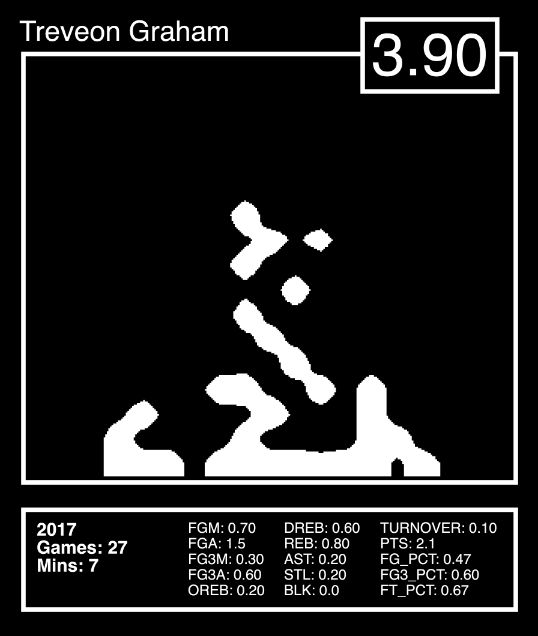 Treveon Graham
3.90
2017
Games: 27
Mins: 7
FGM: 0.70
FGA: 1.5
FG3M: 0.30
FG3A: 0.60
OREB: 0.20
DREB: 0.60
REB: 0.80
AST: 0.20
STL: 0.20
BLK: 0.0
TURNOVER: 0.10
PTS: 2.1
FG_PCT: 0.47
FG3_PCT: 0.60
FT_PCT: 0.67